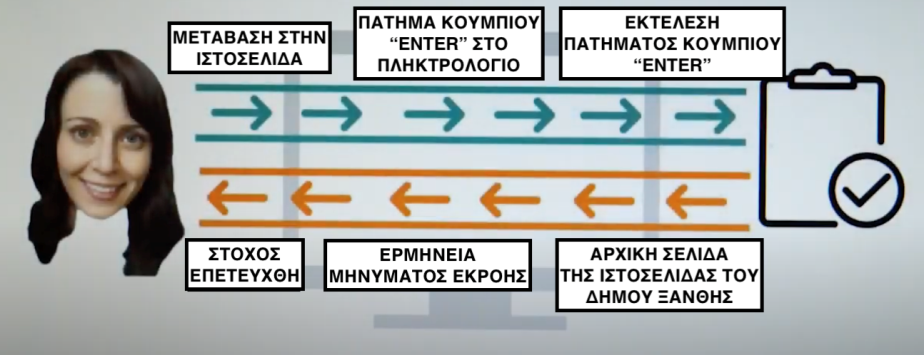 ΜΕΤΑΒΑΣΗ ΣΤΗΝ
ΙΣΤΟΣΕΛΙΔΑ
ΠΑΤΗΜΑ ΚΟΥΜΠΙΟΥ
“ENTER” ΣΤΟ
ΠΛΗΚΤΡΟΛΟΓΙΟ
ΕΚΤΕΛΕΣΗ
ΠΑΤΗΜΑΤΟΣ ΚΟΥΜΠΙΟΥ
“ENTER”
ΣΤΟΧΟΣ
ΕΠΕΤΕΥΧΘΗ
ΕΡΜΗΝΕΙΑ
ΜΗΝΥΜΑΤΟΣ ΕΚΡΟΗΣ
ΑΡΧΙΚΗ ΣΕΛΙΔΑ
ΤΗΣ ΙΣΤΟΣΕΛΙΔΑΣ ΤΟΥ
ΔΗΜΟΥ ΞΑΝΘΗΣ